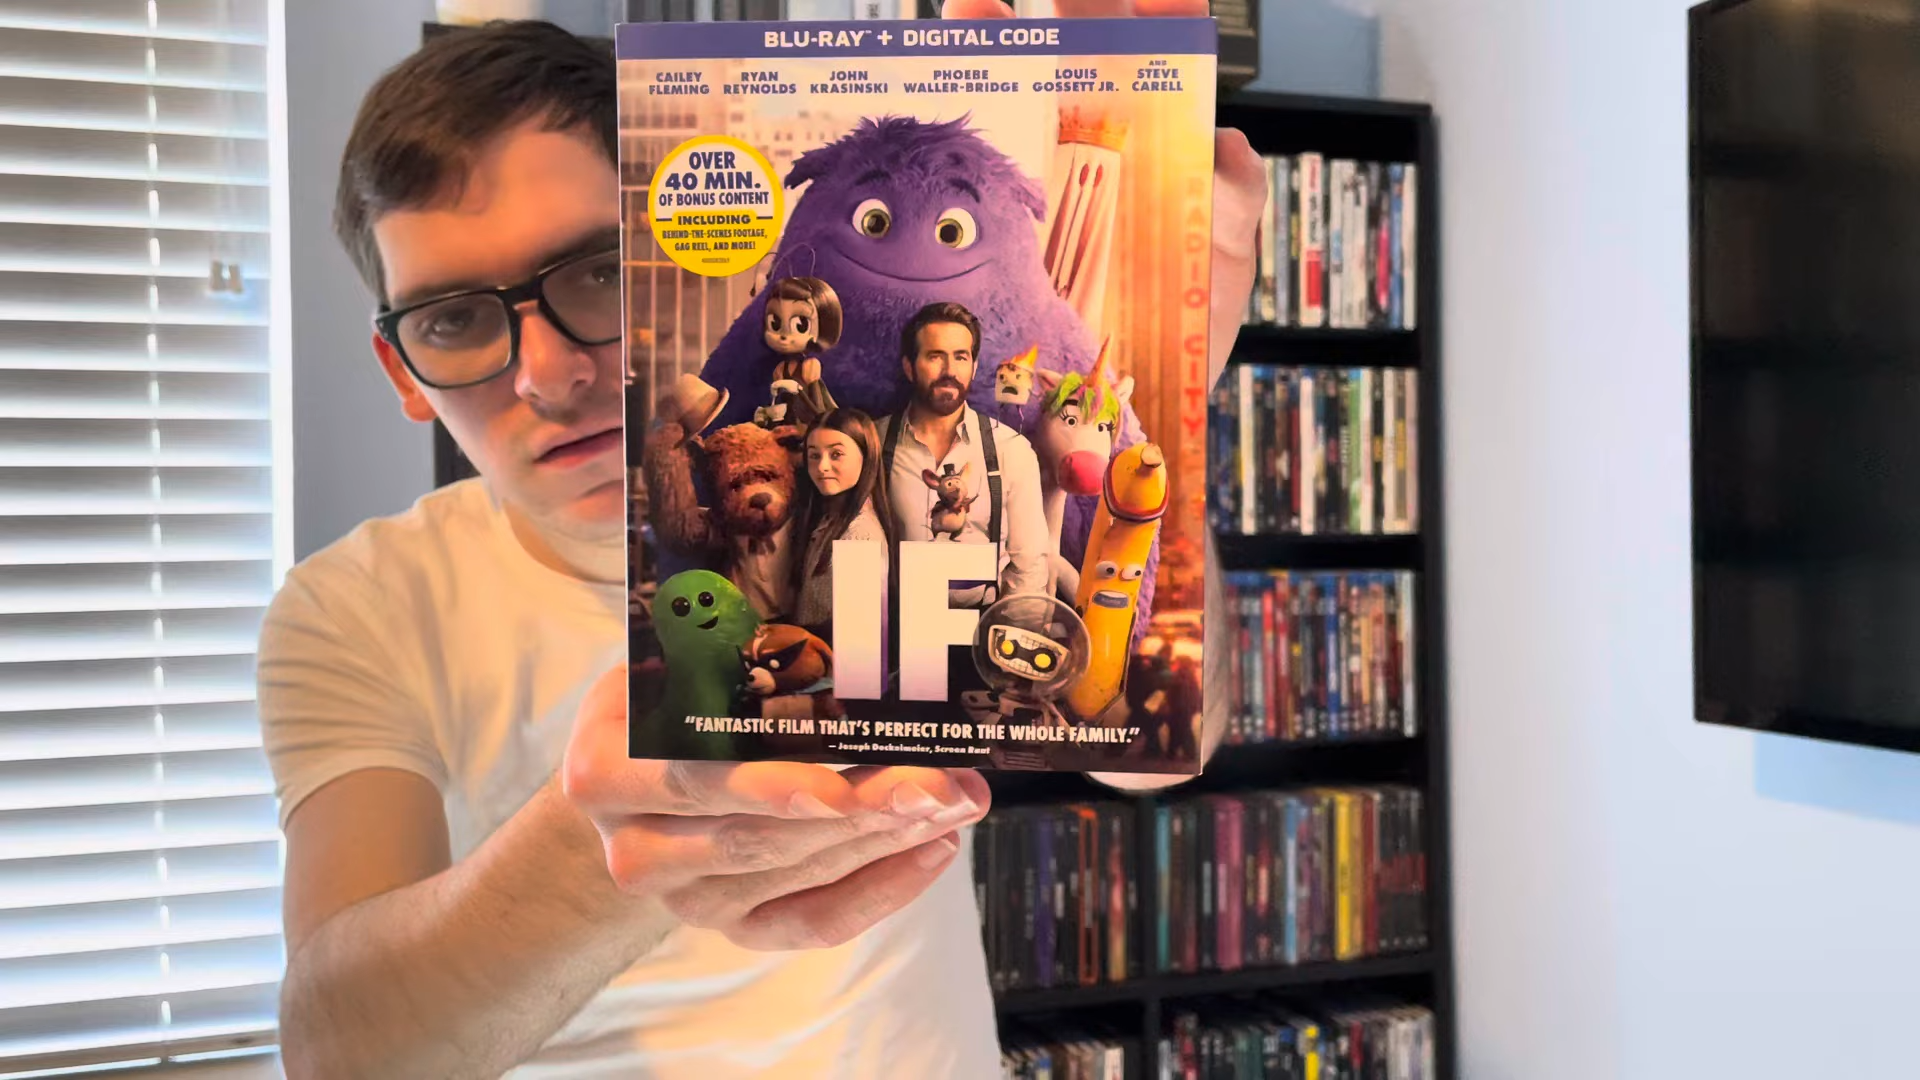 BLU-RAY™ + DIGITAL CODE
CAILEY FLEMING
RYAN REYNOLDS
JOHN KRASINSKI
PHOEBE WALLER-BRIDGE
LOUIS GOSSETT JR.
AND STEVE CARELL
OVER
40 MIN.
OF BONUS CONTENT
INCLUDING
BEHIND-THE-SCENES FOOTAGE,
GAG REEL, AND MORE!
RADIO CITY
IF
"FANTASTIC FILM THAT'S PERFECT FOR THE WHOLE FAMILY."
– Joseph Deckelmeier, Screen Rant